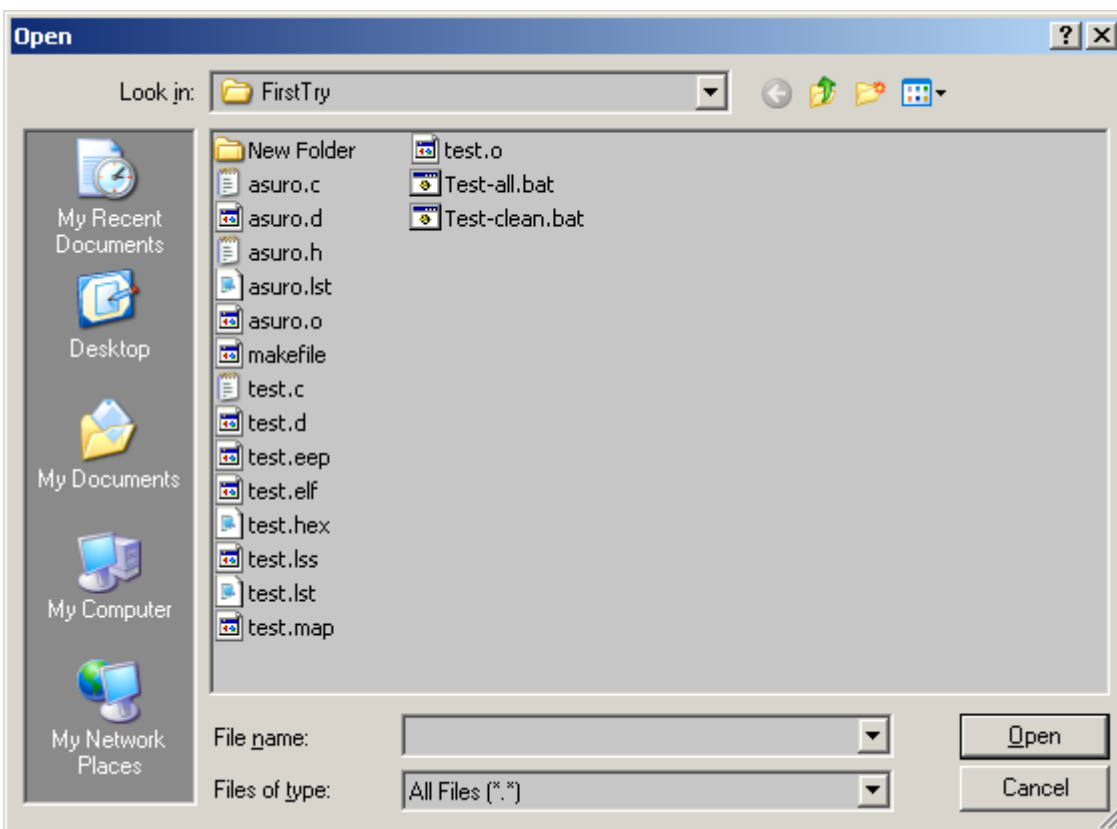 Open
Look in: FirstTry
New Folder
asuro.c
asuro.d
asuro.h
asuro.lst
asuro.o
makefile
test.c
test.d
test.eep
test.elf
test.hex
test.lss
test.lst
test.map
test.o
Test-all.bat
Test-clean.bat
My Recent
Documents
Desktop
My Documents
My Computer
My Network
Places
File name:
Open
Files of type: All Files (*.*)
Cancel